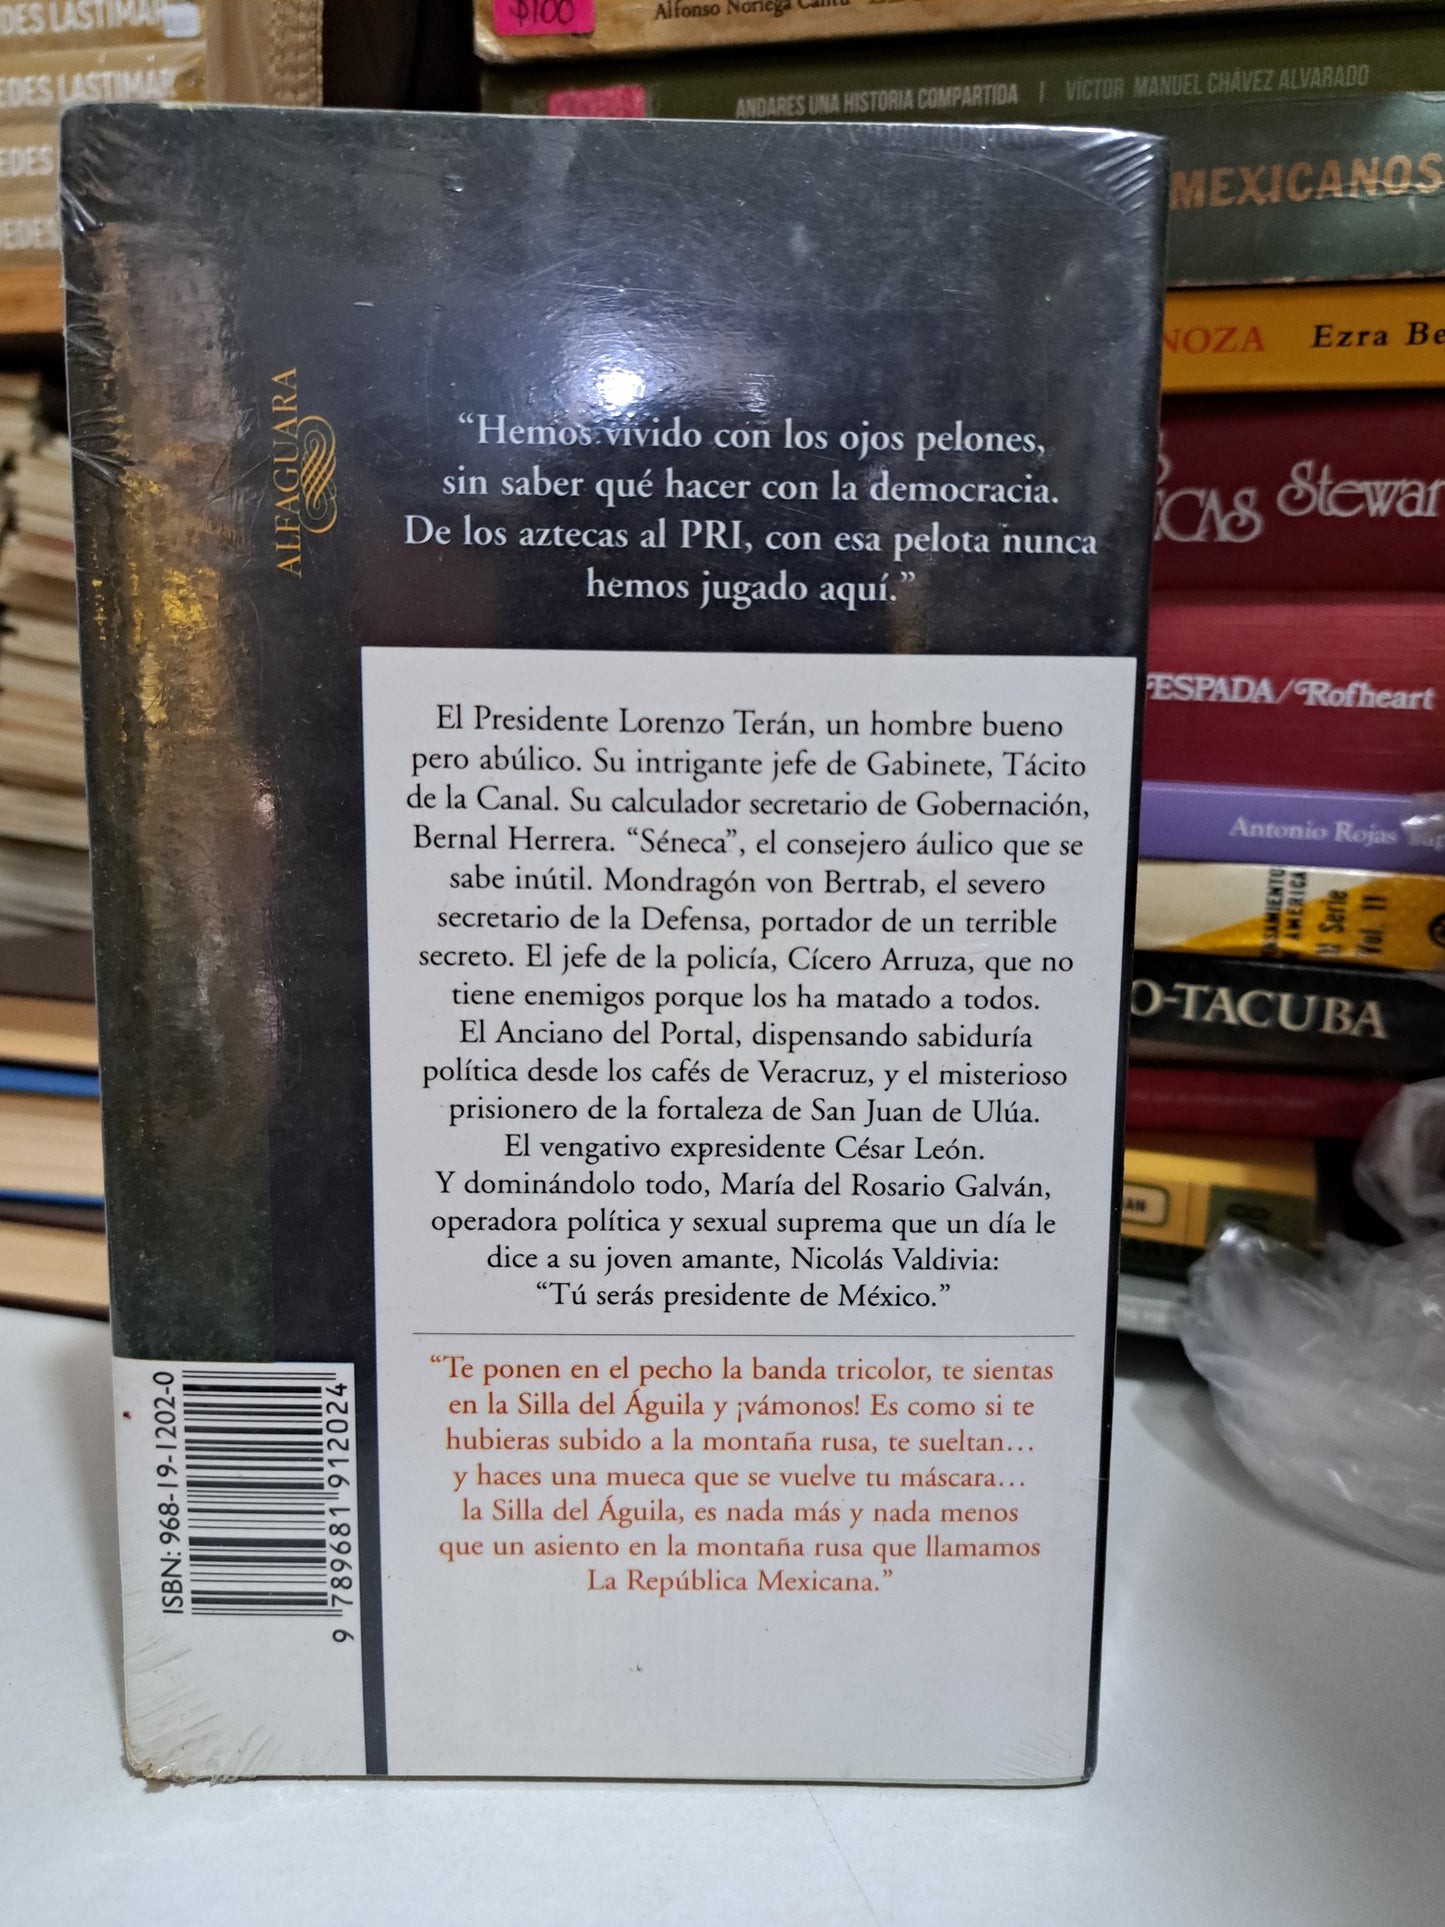 $100
Alfonso Noriega Cantú
EDES LASTIMAR
EDES LASTIMAR
EDES
ANDARES UNA HISTORIA COMPARTIDA | VÍCTOR MANUEL CHÁVEZ ALVARADO
MEXICANOS
NOZA Ezra Be
CAS Stewar
ESPADA/Rofheart
Antonio Rojas
AMERICA
Serie
Vol. 11
O-TACUBA
ALFAGUARA
“Hemos vivido con los ojos pelones,
sin saber qué hacer con la democracia.
De los aztecas al PRI, con esa pelota nunca
hemos jugado aquí.”
El Presidente Lorenzo Terán, un hombre bueno
pero abúlico. Su intrigante jefe de Gabinete, Tácito
de la Canal. Su calculador secretario de Gobernación,
Bernal Herrera. “Séneca”, el consejero áulico que se
sabe inútil. Mondragón von Bertrab, el severo
secretario de la Defensa, portador de un terrible
secreto. El jefe de la policía, Cícero Arruza, que no
tiene enemigos porque los ha matado a todos.
El Anciano del Portal, dispensando sabiduría
política desde los cafés de Veracruz, y el misterioso
prisionero de la fortaleza de San Juan de Ulúa.
El vengativo expresidente César León.
Y dominándolo todo, María del Rosario Galván,
operadora política y sexual suprema que un día le
dice a su joven amante, Nicolás Valdivia:
“Tú serás presidente de México.”
“Te ponen en el pecho la banda tricolor, te sientas
en la Silla del Águila y ¡vámonos! Es como si te
hubieras subido a la montaña rusa, te sueltan...
y haces una mueca que se vuelve tu máscara...
la Silla del Águila, es nada más y nada menos
que un asiento en la montaña rusa que llamamos
La República Mexicana.”
ISBN: 968-19-1202-0
9 789681 912024